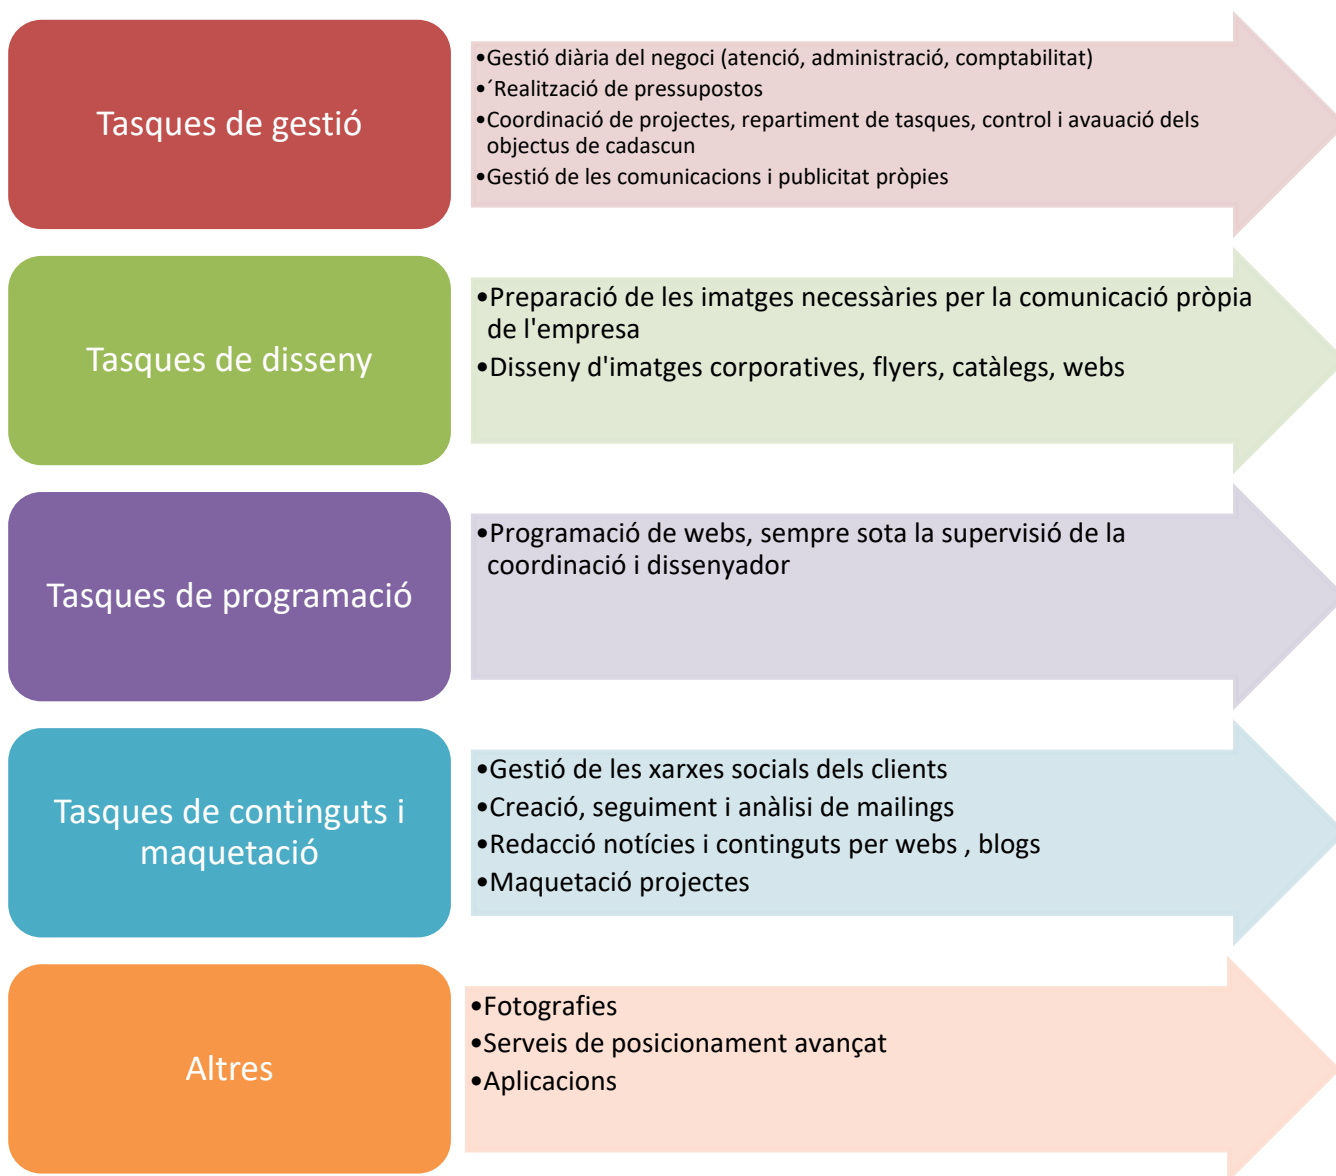 Tasques de gestió
•Gestió diària del negoci (atenció, administració, comptabilitat)
•´Realització de pressupostos
•Coordinació de projectes, repartiment de tasques, control i avauació dels
objectus de cadascun
•Gestió de les comunicacions i publicitat pròpies
Tasques de disseny
•Preparació de les imatges necessàries per la comunicació pròpia
de l'empresa
•Disseny d'imatges corporatives, flyers, catàlegs, webs
Tasques de programació
•Programació de webs, sempre sota la supervisió de la
coordinació i dissenyador
Tasques de continguts i
maquetació
•Gestió de les xarxes socials dels clients
•Creació, seguiment i anàlisi de mailings
•Redacció notícies i continguts per webs , blogs
•Maquetació projectes
Altres
•Fotografies
•Serveis de posicionament avançat
•Aplicacions